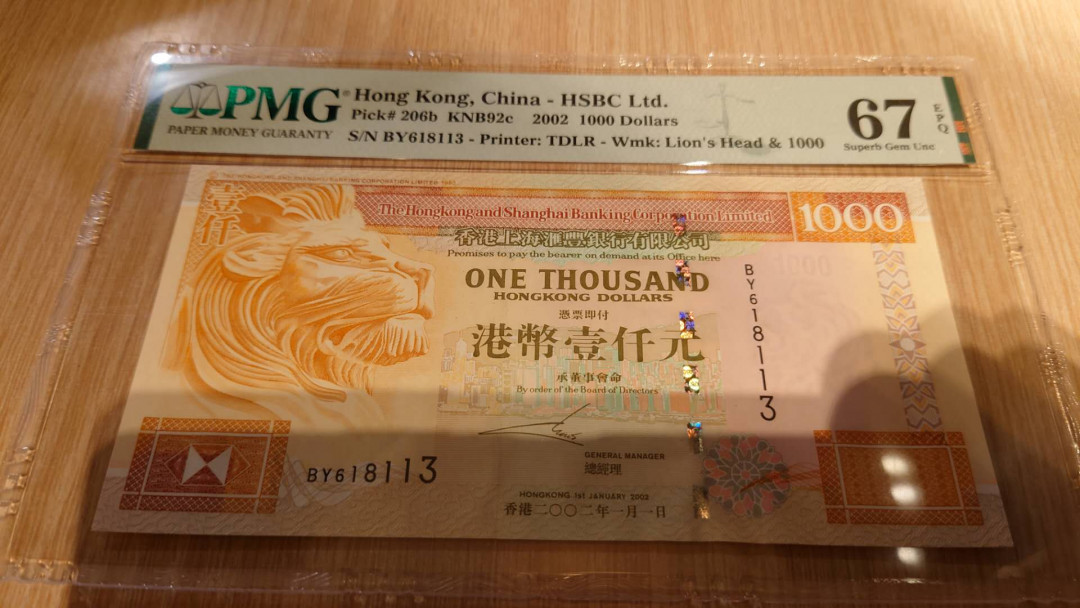 PMG
PAPER MONEY GUARANTY
Hong Kong, China - HSBC Ltd.
Pick# 206b KNB92c 2002 1000 Dollars
S/N BY618113 - Printer: TDLR - Wmk: Lion's Head & 1000
67
EPQ
Superb Gem Unc
壹仟
The Hongkong and Shanghai Banking Corporation Limited
1000
香港上海滙豐銀行有限公司
Promises to pay the bearer on demand at its Office here
ONE THOUSAND
HONGKONG DOLLARS
憑票即付
港幣壹仟元
承董事會命
By order of the Board of Directors
BY618113
GENERAL MANAGER
總經理
BY618113
HONGKONG 1ST JANUARY 2002
香港二〇〇二年一月一日
1000